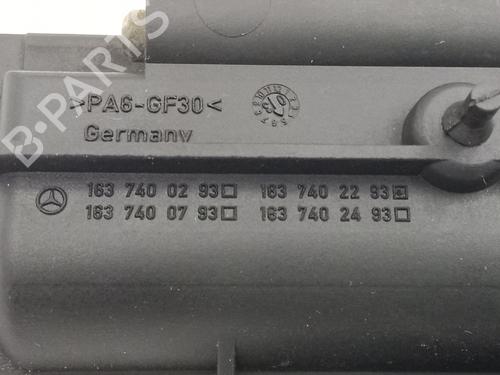 B-PARTS
>PA6-GF30<
Germany
163 740 02 93□ 163 740 22 93▣
163 740 07 93□ 163 740 24 93□